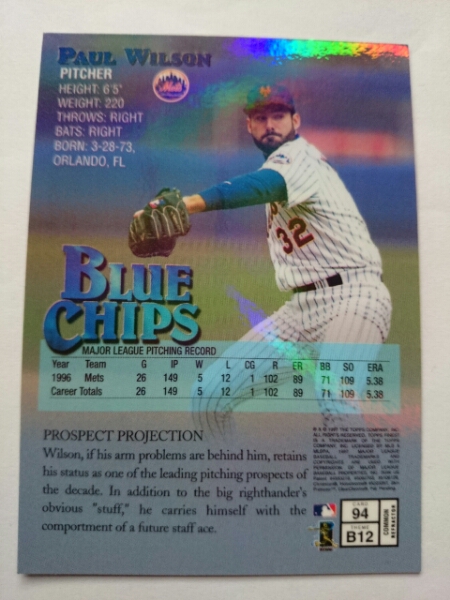 PAUL WILSON
PITCHER
HEIGHT: 6'5"
WEIGHT: 220
THROWS: RIGHT
BATS: RIGHT
BORN: 3-28-73,
ORLANDO, FL
32
BLUE
CHIPS
MAJOR LEAGUE PITCHING RECORD
Year Team G IP W L CG R ER BB SO ERA
1996 Mets 26 149 5 12 1 102 89 71 109 5.38
Career Totals 26 149 5 12 1 102 89 71 109 5.38
PROSPECT PROJECTION
Wilson, if his arm problems are behind him, retains
his status as one of the leading pitching prospects of
the decade. In addition to the big righthander's
obvious "stuff," he carries himself with the
comportment of a future staff ace.
CARD
94
THEME
B12
COMMON
REFRACTOR